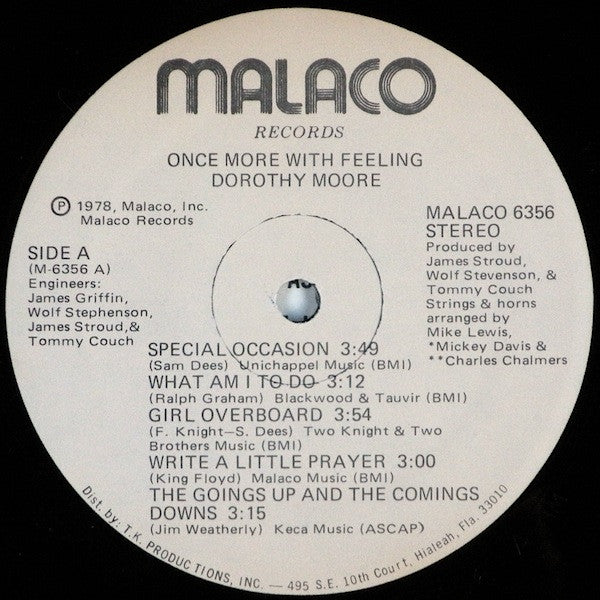 MALACO
RECORDS
ONCE MORE WITH FEELING
DOROTHY MOORE
Ⓟ 1978, Malaco, Inc.
Malaco Records
SIDE A
(M-6356 A)
Engineers:
James Griffin,
Wolf Stephenson,
James Stroud,&
Tommy Couch
MALACO 6356
STEREO
Produced by
James Stroud,
Wolf Stevenson, &
Tommy Couch
Strings & horns
arranged by
Mike Lewis,
*Mickey Davis &
**Charles Chalmers
SPECIAL OCCASION 3:49
(Sam Dees) Unichappel Music (BMI)
WHAT AM I TO DO 3:12
(Ralph Graham) Blackwood & Tauvir (BMI)
GIRL OVERBOARD 3:54
(F. Knight—S. Dees) Two Knight & Two
Brothers Music (BMI)
WRITE A LITTLE PRAYER 3:00
(King Floyd) Malaco Music (BMI)
THE GOINGS UP AND THE COMINGS
DOWNS 3:15
(Jim Weatherly) Keca Music (ASCAP)
Dist. by: T.K. PRODUCTIONS, INC. — 495 S.E. 10th Court, Hialeah, Fla. 33010